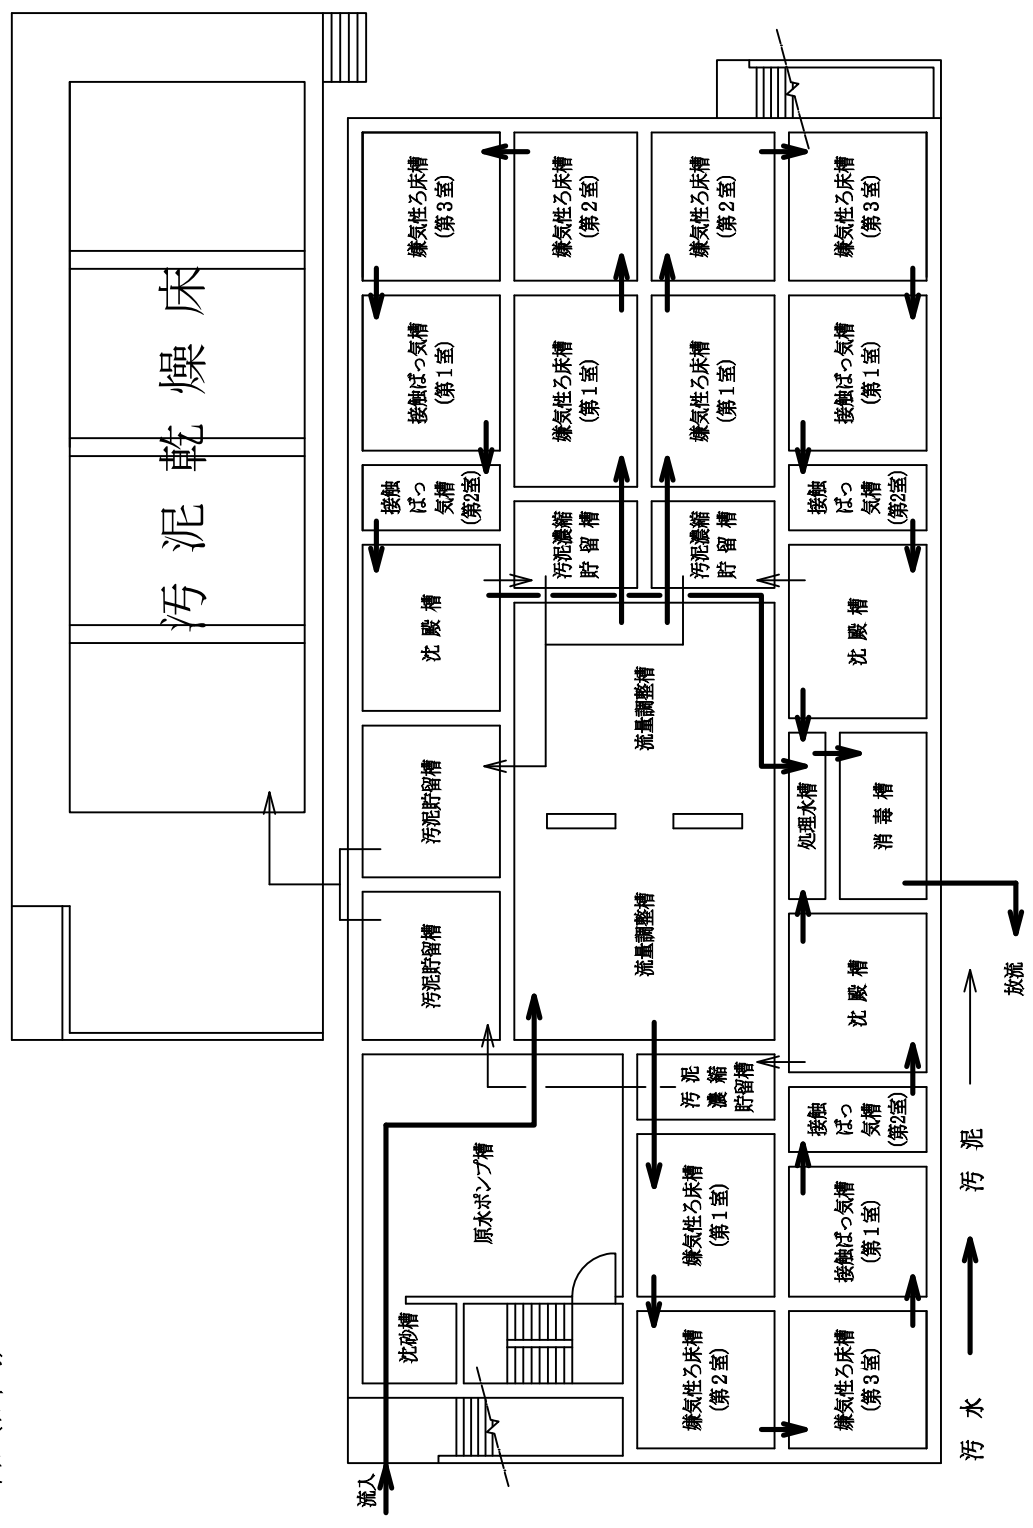 汚泥乾燥床
嫌気性ろ床槽
(第3室)
嫌気性ろ床槽
(第2室)
嫌気性ろ床槽
(第2室)
嫌気性ろ床槽
(第3室)
接触ばっ気槽
(第1室)
嫌気性ろ床槽
(第1室)
嫌気性ろ床槽
(第1室)
接触ばっ気槽
(第1室)
接触
ばっ
気槽
(第2室)
汚泥濃縮
貯留槽
汚泥濃縮
貯留槽
接触
ばっ
気槽
(第2室)
沈殿槽
流量調整槽
沈殿槽
汚泥貯留槽
処理水槽
消毒槽
汚泥貯留槽
流量調整槽
沈殿槽
放流
原水ポンプ槽
汚泥
濃縮
貯留槽
接触
ばっ
気槽
(第2室)
嫌気性ろ床槽
(第1室)
接触ばっ気槽
(第1室)
沈砂槽
嫌気性ろ床槽
(第2室)
嫌気性ろ床槽
(第3室)
流入
汚水
汚泥